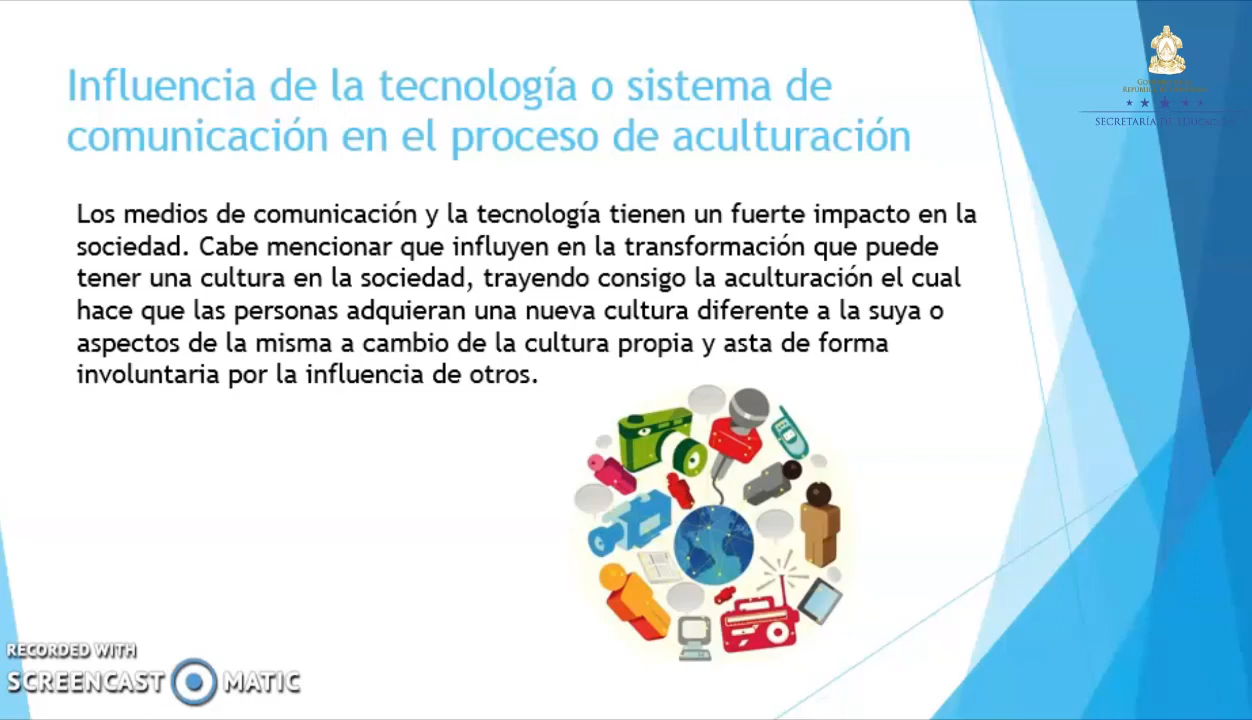 Influencia de la tecnología o sistema de
comunicación en el proceso de aculturación
Los medios de comunicación y la tecnología tienen un fuerte impacto en la
sociedad. Cabe mencionar que influyen en la transformación que puede
tener una cultura en la sociedad, trayendo consigo la aculturación el cual
hace que las personas adquieran una nueva cultura diferente a la suya o
aspectos de la misma a cambio de la cultura propia y asta de forma
involuntaria por la influencia de otros.
SECRETARÍA DE EDUCACIÓN
RECORDED WITH
SCREENCAST MATIC